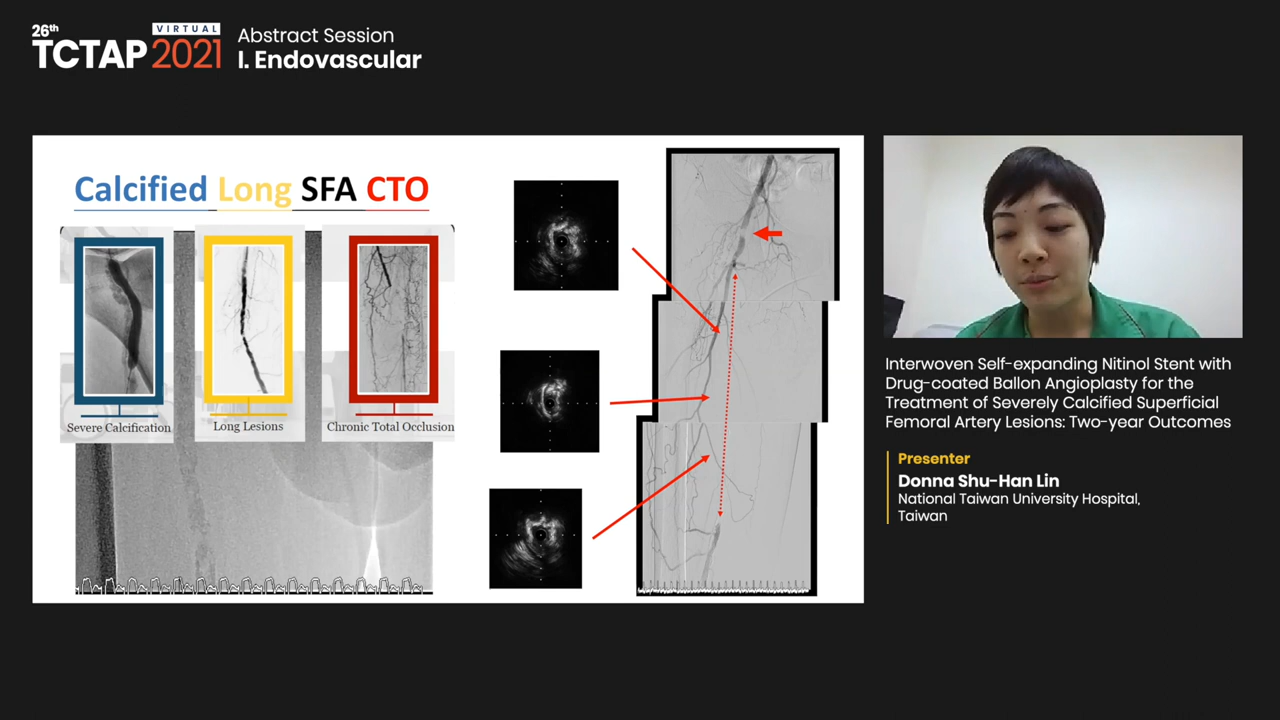 26th
VIRTUAL
TCTAP 2021
Abstract Session
I. Endovascular
Calcified Long SFA CTO
Severe Calcification
Long Lesions
Chronic Total Occlusion
Interwoven Self-expanding Nitinol Stent with
Drug-coated Ballon Angioplasty for the
Treatment of Severely Calcified Superficial
Femoral Artery Lesions: Two-year Outcomes
Presenter
Donna Shu-Han Lin
National Taiwan University Hospital,
Taiwan